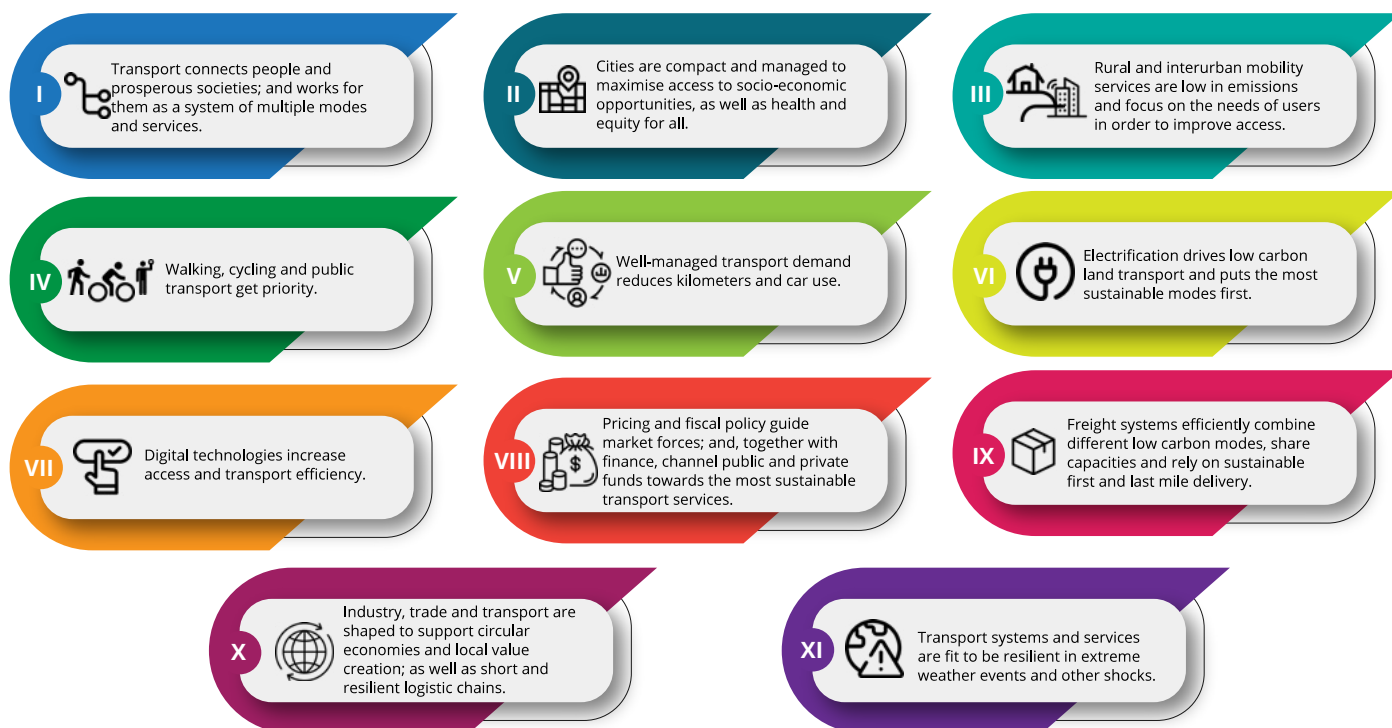 I
Transport connects people and
prosperous societies; and works for
them as a system of multiple modes
and services.
II
Cities are compact and managed to
maximise access to socio-economic
opportunities, as well as health and
equity for all.
III
Rural and interurban mobility
services are low in emissions
and focus on the needs of users
in order to improve access.
IV
Walking, cycling and public
transport get priority.
V
Well-managed transport demand
reduces kilometers and car use.
VI
Electrification drives low carbon
land transport and puts the most
sustainable modes first.
VII
Digital technologies increase
access and transport efficiency.
VIII
$
Pricing and fiscal policy guide
market forces; and, together with
finance, channel public and private
funds towards the most sustainable
transport services.
IX
Freight systems efficiently combine
different low carbon modes, share
capacities and rely on sustainable
first and last mile delivery.
X
Industry, trade and transport are
shaped to support circular
economies and local value
creation; as well as short and
resilient logistic chains.
XI
Transport systems and services
are fit to be resilient in extreme
weather events and other shocks.